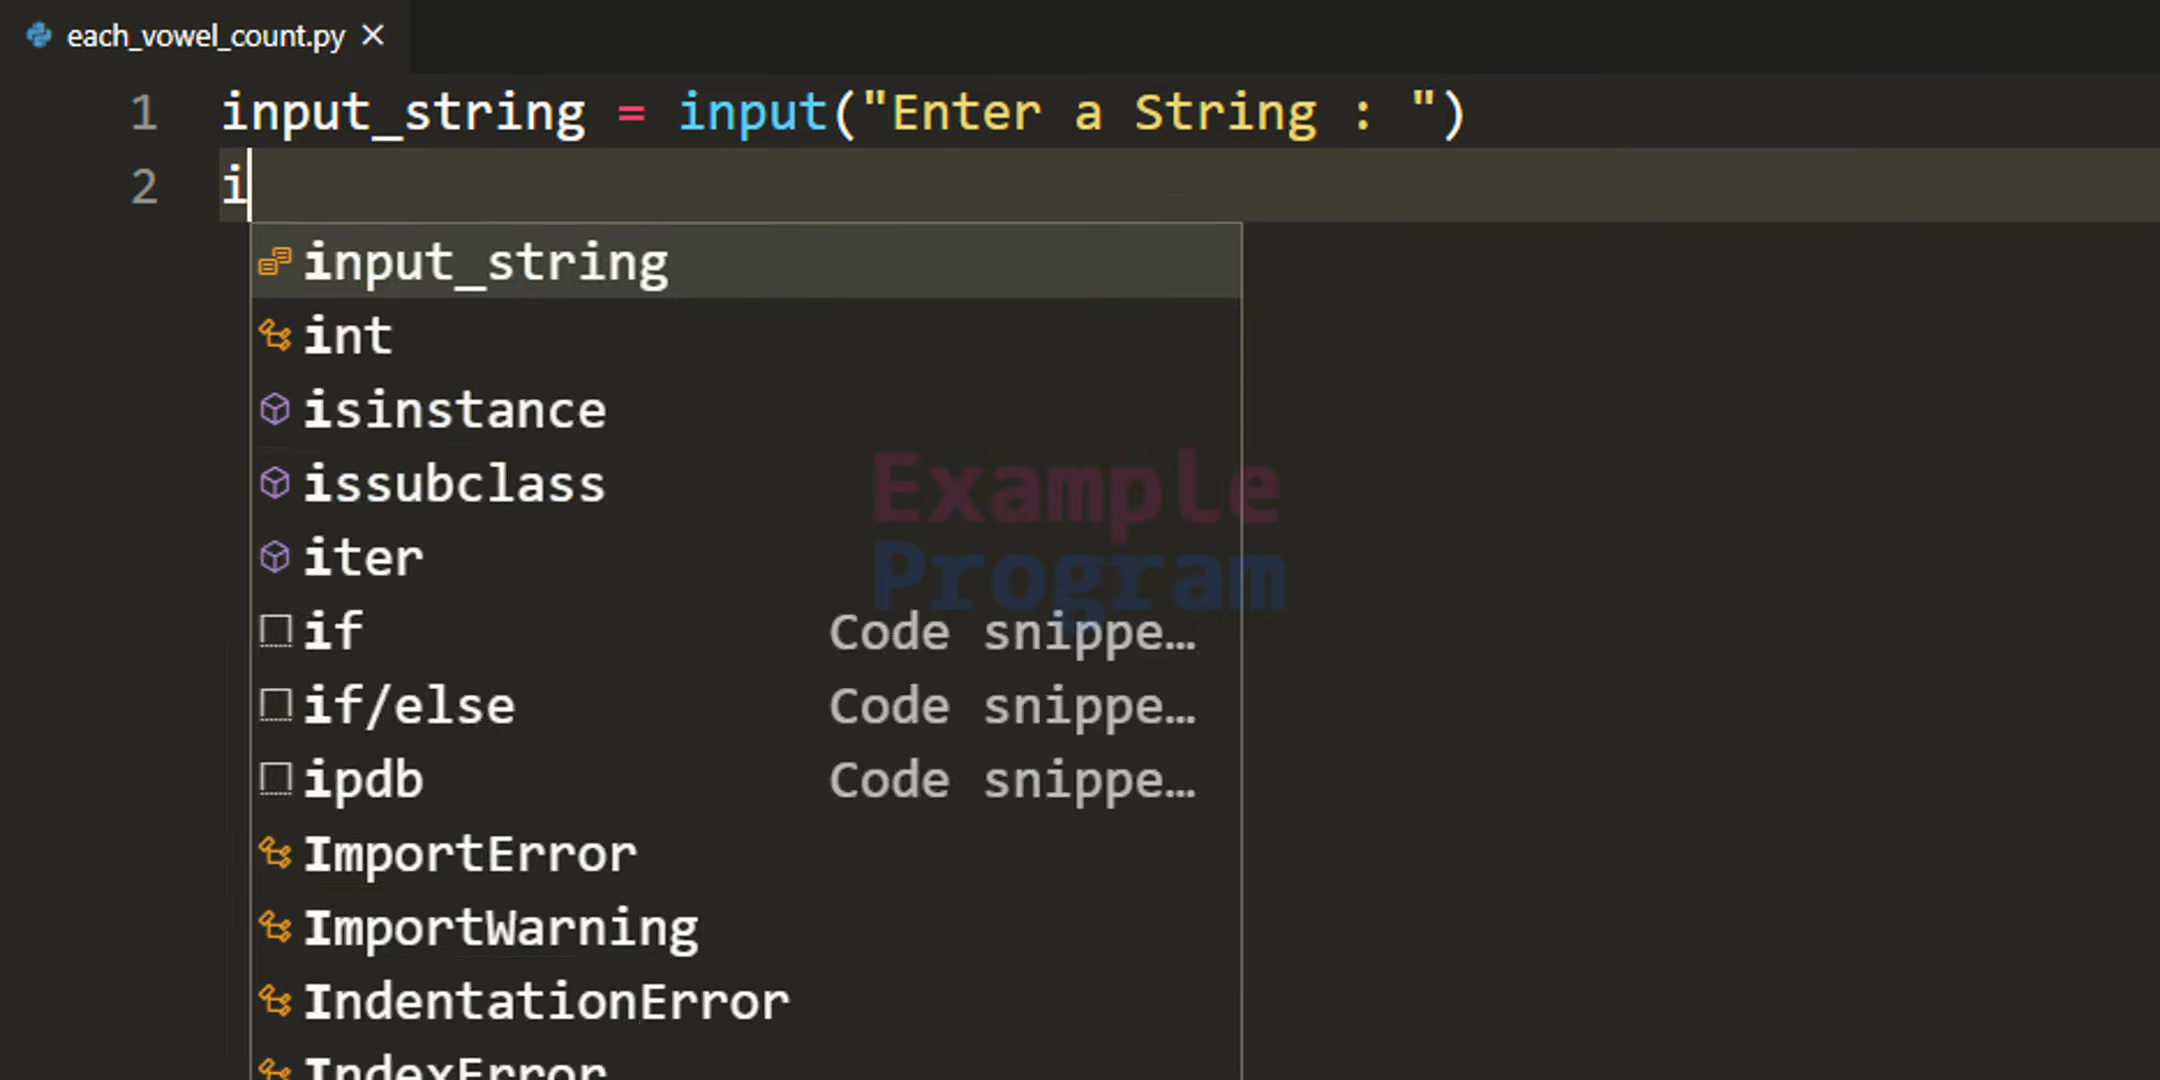 each_vowel_count.py
1 input_string = input("Enter a String : ")
2 i
input_string
int
isinstance
issubclass
iter
if Code snippe…
if/else Code snippe…
ipdb Code snippe…
ImportError
ImportWarning
IndentationError
IndexError
Example
Program